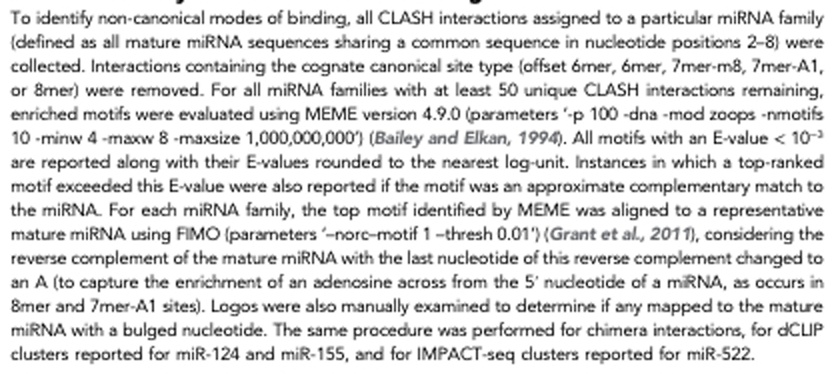 To identify non-canonical modes of binding, all CLASH interactions assigned to a particular miRNA family
(defined as all mature miRNA sequences sharing a common sequence in nucleotide positions 2–8) were
collected. Interactions containing the cognate canonical site type (offset 6mer, 6mer, 7mer-m8, 7mer-A1,
or 8mer) were removed. For all miRNA families with at least 50 unique CLASH interactions remaining,
enriched motifs were evaluated using MEME version 4.9.0 (parameters ‘-p 100 -dna -mod zoops -nmotifs
10 -minw 4 -maxw 8 -maxsize 1,000,000,000’) (Bailey and Elkan, 1994). All motifs with an E-value < 10⁻³
are reported along with their E-values rounded to the nearest log-unit. Instances in which a top-ranked
motif exceeded this E-value were also reported if the motif was an approximate complementary match to
the miRNA. For each miRNA family, the top motif identified by MEME was aligned to a representative
mature miRNA using FIMO (parameters ‘–norc–motif 1 –thresh 0.01’) (Grant et al., 2011), considering the
reverse complement of the mature miRNA with the last nucleotide of this reverse complement changed to
an A (to capture the enrichment of an adenosine across from the 5′ nucleotide of a miRNA, as occurs in
8mer and 7mer-A1 sites). Logos were also manually examined to determine if any mapped to the mature
miRNA with a bulged nucleotide. The same procedure was performed for chimera interactions, for dCLIP
clusters reported for miR-124 and miR-155, and for IMPACT-seq clusters reported for miR-522.